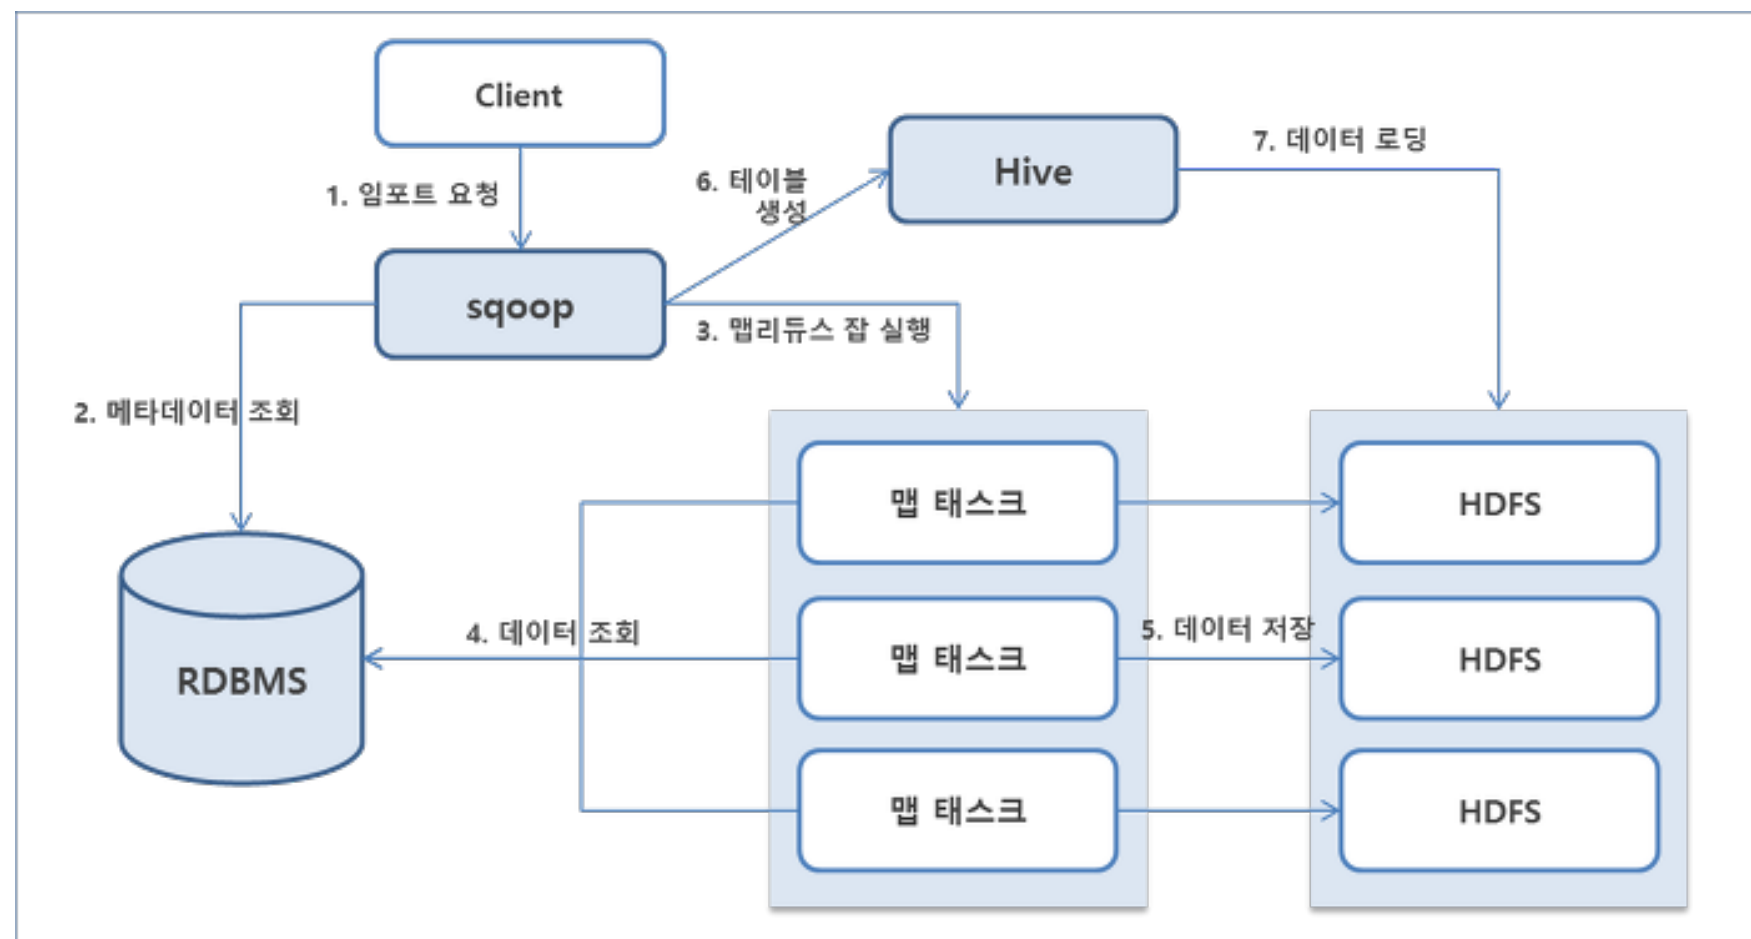 Client
1. 임포트 요청
sqoop
6. 테이블
생성
Hive
7. 데이터 로딩
3. 맵리듀스 잡 실행
2. 메타데이터 조회
RDBMS
4. 데이터 조회
맵 태스크
맵 태스크
맵 태스크
5. 데이터 저장
HDFS
HDFS
HDFS